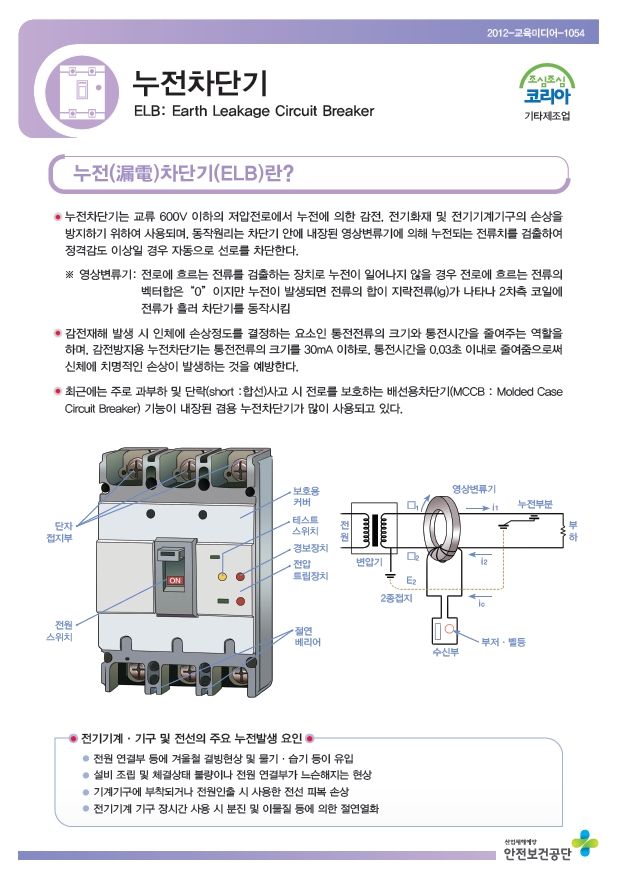 2012-교육미디어-1054
누전차단기
ELB: Earth Leakage Circuit Breaker
조심조심
코리아
기타제조업
누전(漏電)차단기(ELB)란?
누전차단기는 교류 600V 이하의 저압전로에서 누전에 의한 감전, 전기화재 및 전기기계기구의 손상을
방지하기 위하여 사용되며, 동작원리는 차단기 안에 내장된 영상변류기에 의해 누전되는 전류치를 검출하여
정격감도 이상일 경우 자동으로 선로를 차단한다.
※ 영상변류기: 전로에 흐르는 전류를 검출하는 장치로 누전이 일어나지 않을 경우 전로에 흐르는 전류의
벡터합은 “0” 이지만 누전이 발생되면 전류의 합이 지락전류(Ig)가 나타나 2차측 코일에
전류가 흘러 차단기를 동작시킴
감전재해 발생 시 인체에 손상정도를 결정하는 요소인 통전전류의 크기와 통전시간을 줄여주는 역할을
하며, 감전방지용 누전차단기는 통전전류의 크기를 30mA 이하로, 통전시간을 0.03초 이내로 줄여줌으로써
신체에 치명적인 손상이 발생하는 것을 예방한다.
최근에는 주로 과부하 및 단락(short :합선)사고 시 전로를 보호하는 배선용차단기(MCCB : Molded Case
Circuit Breaker) 기능이 내장된 겸용 누전차단기가 많이 사용되고 있다.
단자
접지부
전원
스위치
ON
보호용
커버
테스트
스위치
경보장치
전압
트립장치
절연
베리어
영상변류기
누전부분
전
원
부
하
변압기
□1
i1
□2
i2
E2
2종접지
ic
수신부
부저 · 벨등
전기기계 · 기구 및 전선의 주요 누전발생 요인
전원 연결부 등에 겨울철 결빙현상 및 물기 · 습기 등이 유입
설비 조립 및 체결상태 불량이나 전원 연결부가 느슨해지는 현상
기계기구에 부착되거나 전원인출 시 사용한 전선 피복 손상
전기기계 기구 장시간 사용 시 분진 및 이물질 등에 의한 절연열화
산업재해예방
안전보건공단